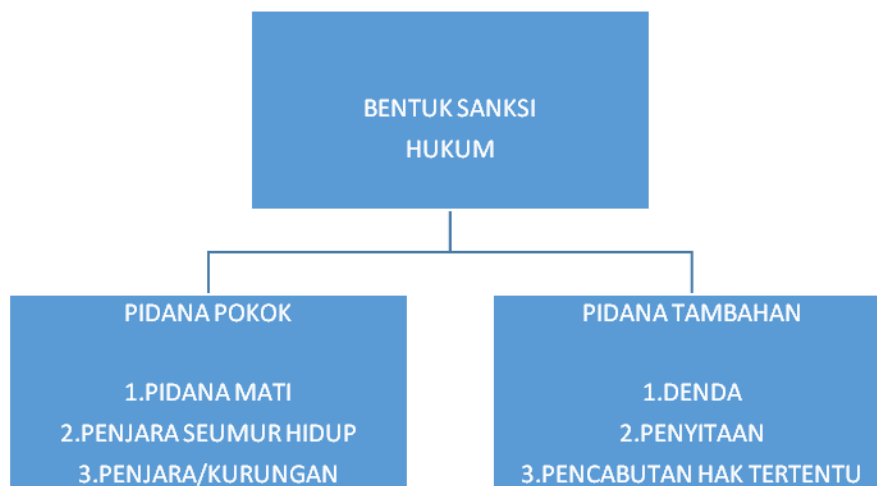 BENTUK SANKSI
HUKUM
PIDANA POKOK
1.PIDANA MATI
2.PENJARA SEUMUR HIDUP
3.PENJARA/KURUNGAN
PIDANA TAMBAHAN
1.DENDA
2.PENYITAAN
3.PENCABUTAN HAK TERTENTU